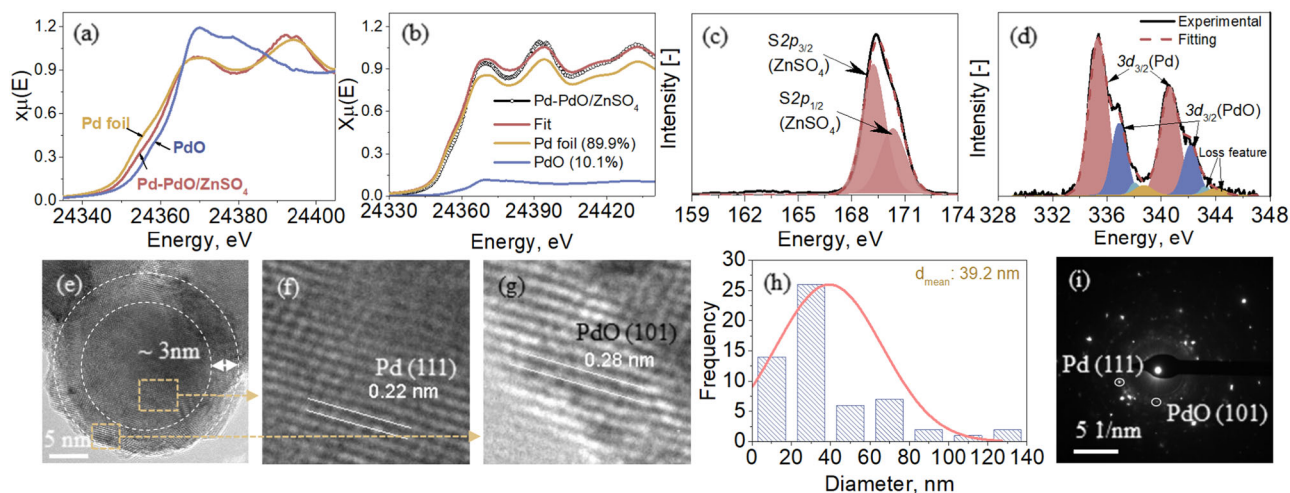 (a)
xμ(E)
1.2
0.9
0.6
0.3
0.0
Pd foil
PdO
Pd-PdO/ZnSO4
24340 24360 24380 24400
Energy, eV
(b)
Xμ(E)
1.2
0.9
0.6
0.3
0.0
Pd-PdO/ZnSO4
Fit
Pd foil (89.9%)
PdO (10.1%)
24330 24360 24390 24420
Energy, eV
(c)
Intensity [-]
S2p3/2
(ZnSO4)
S2p1/2
(ZnSO4)
159 162 165 168 171 174
Energy, eV
(d)
Intensity [-]
Experimental
Fitting
3d3/2(Pd)
3d3/2(PdO)
Loss feature
328 332 336 340 344 348
Energy, eV
(e)
~ 3nm
5 nm
(f)
Pd (111)
0.22 nm
(g)
PdO (101)
0.28 nm
(h)
dmean: 39.2 nm
Frequency
30
25
20
15
10
5
0
0 20 40 60 80 100 120 140
Diameter, nm
(i)
Pd (111)
PdO (101)
5 1/nm